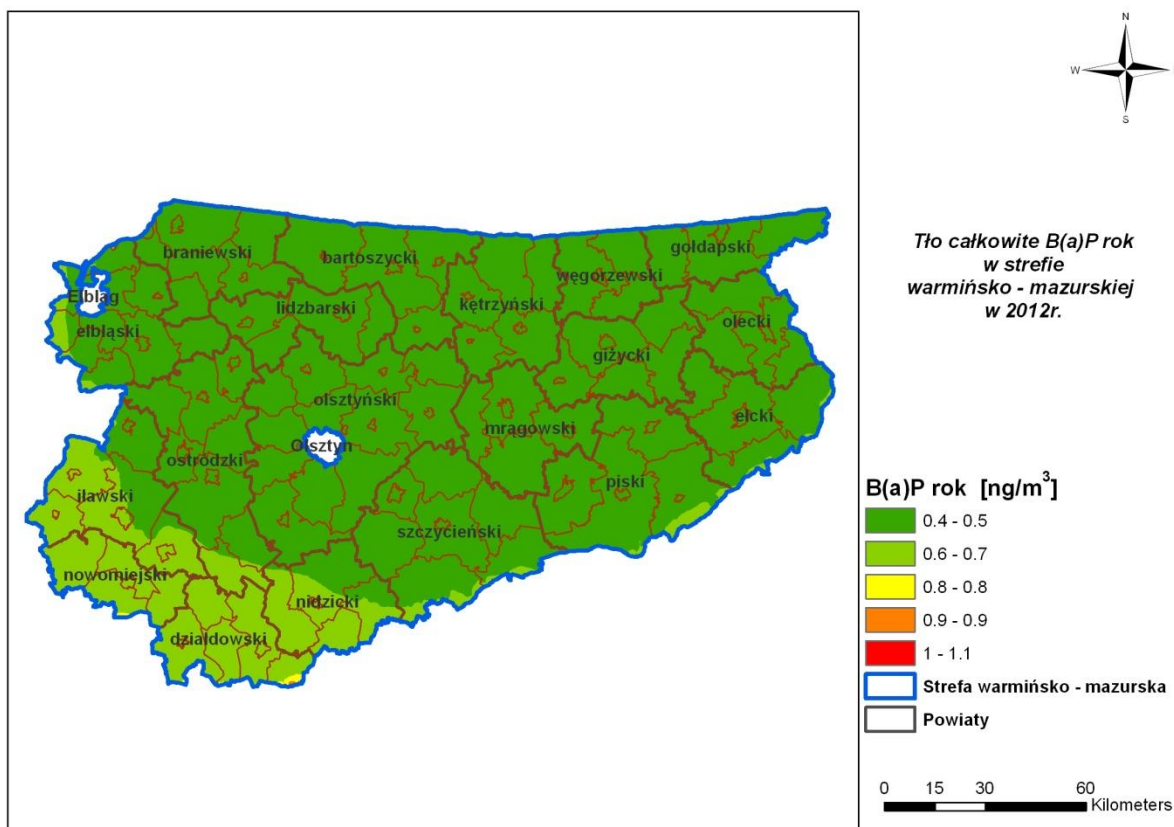 N
W
S
Tło całkowite B(a)P rok
w strefie
warmińsko - mazurskiej
w 2012r.
braniewski
bartoszycki
gołdapski
węgorzewski
Elbląg
elbląski
lidzbarski
kętrzyński
olecki
giżycki
olsztyński
mrągowski
ełcki
Olsztyn
ostródzki
iławski
piski
szczycieński
nowomiejski
nidzicki
działdowski
B(a)P rok [ng/m³]
0.4 - 0.5
0.6 - 0.7
0.8 - 0.8
0.9 - 0.9
1 - 1.1
Strefa warmińsko - mazurska
Powiaty
0 15 30 60
Kilometers